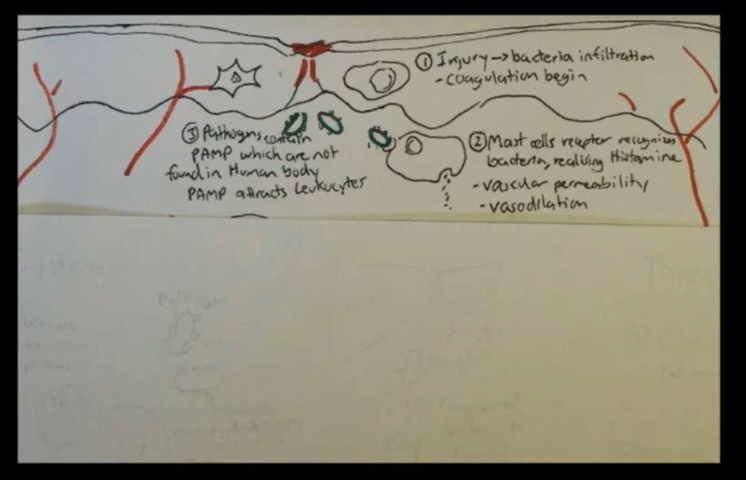 ① Injury → bacteria infiltration
- coagulation begin
② Mast cells receptor recognizes
bacteria, realising Histamine
- vascular permeability
- vasodilation
③ Pathogens contain
PAMP which are not
found in Human body
PAMP attracts Leukocytes